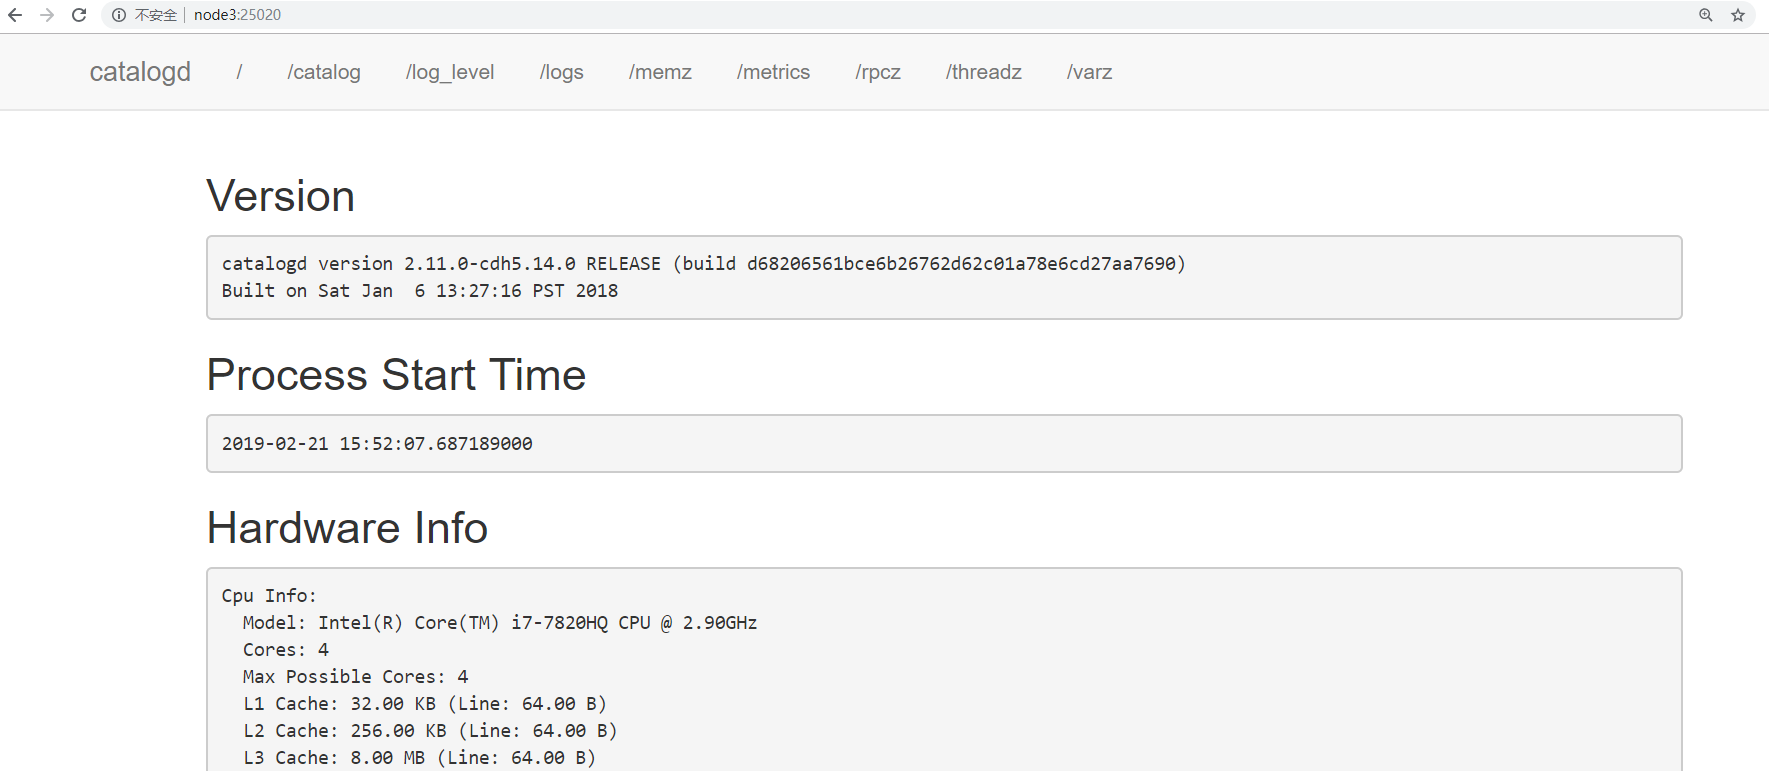 不安全 node3:25020
catalogd / /catalog /log_level /logs /memz /metrics /rpcz /threadz /varz
Version
catalogd version 2.11.0-cdh5.14.0 RELEASE (build d68206561bce6b26762d62c01a78e6cd27aa7690)
Built on Sat Jan  6 13:27:16 PST 2018
Process Start Time
2019-02-21 15:52:07.687189000
Hardware Info
Cpu Info:
  Model: Intel(R) Core(TM) i7-7820HQ CPU @ 2.90GHz
  Cores: 4
  Max Possible Cores: 4
  L1 Cache: 32.00 KB (Line: 64.00 B)
  L2 Cache: 256.00 KB (Line: 64.00 B)
  L3 Cache: 8.00 MB (Line: 64.00 B)